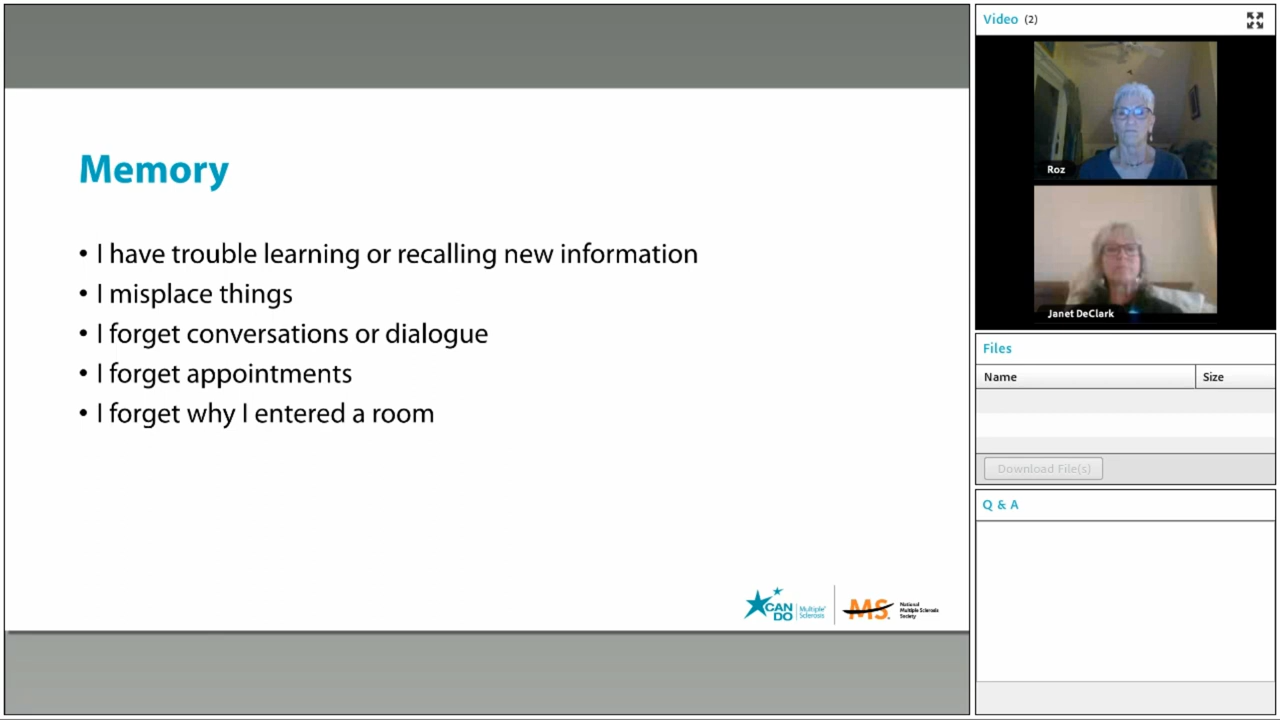 Memory
• I have trouble learning or recalling new information
• I misplace things
• I forget conversations or dialogue
• I forget appointments
• I forget why I entered a room
CAN DO
Multiple
Sclerosis
MS
National
Multiple Sclerosis
Society
Video (2)
Roz
Janet DeClark
Files
Name Size
Download File(s)
Q & A